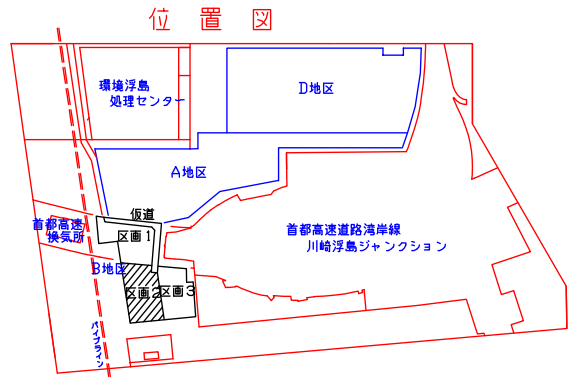 位置図
環境浮島
処理センター
D地区
A地区
仮道
首都高速
換気所
区画1
首都高速道路湾岸線
川崎浮島ジャンクション
B地区
区画2
区画3
パイプライン